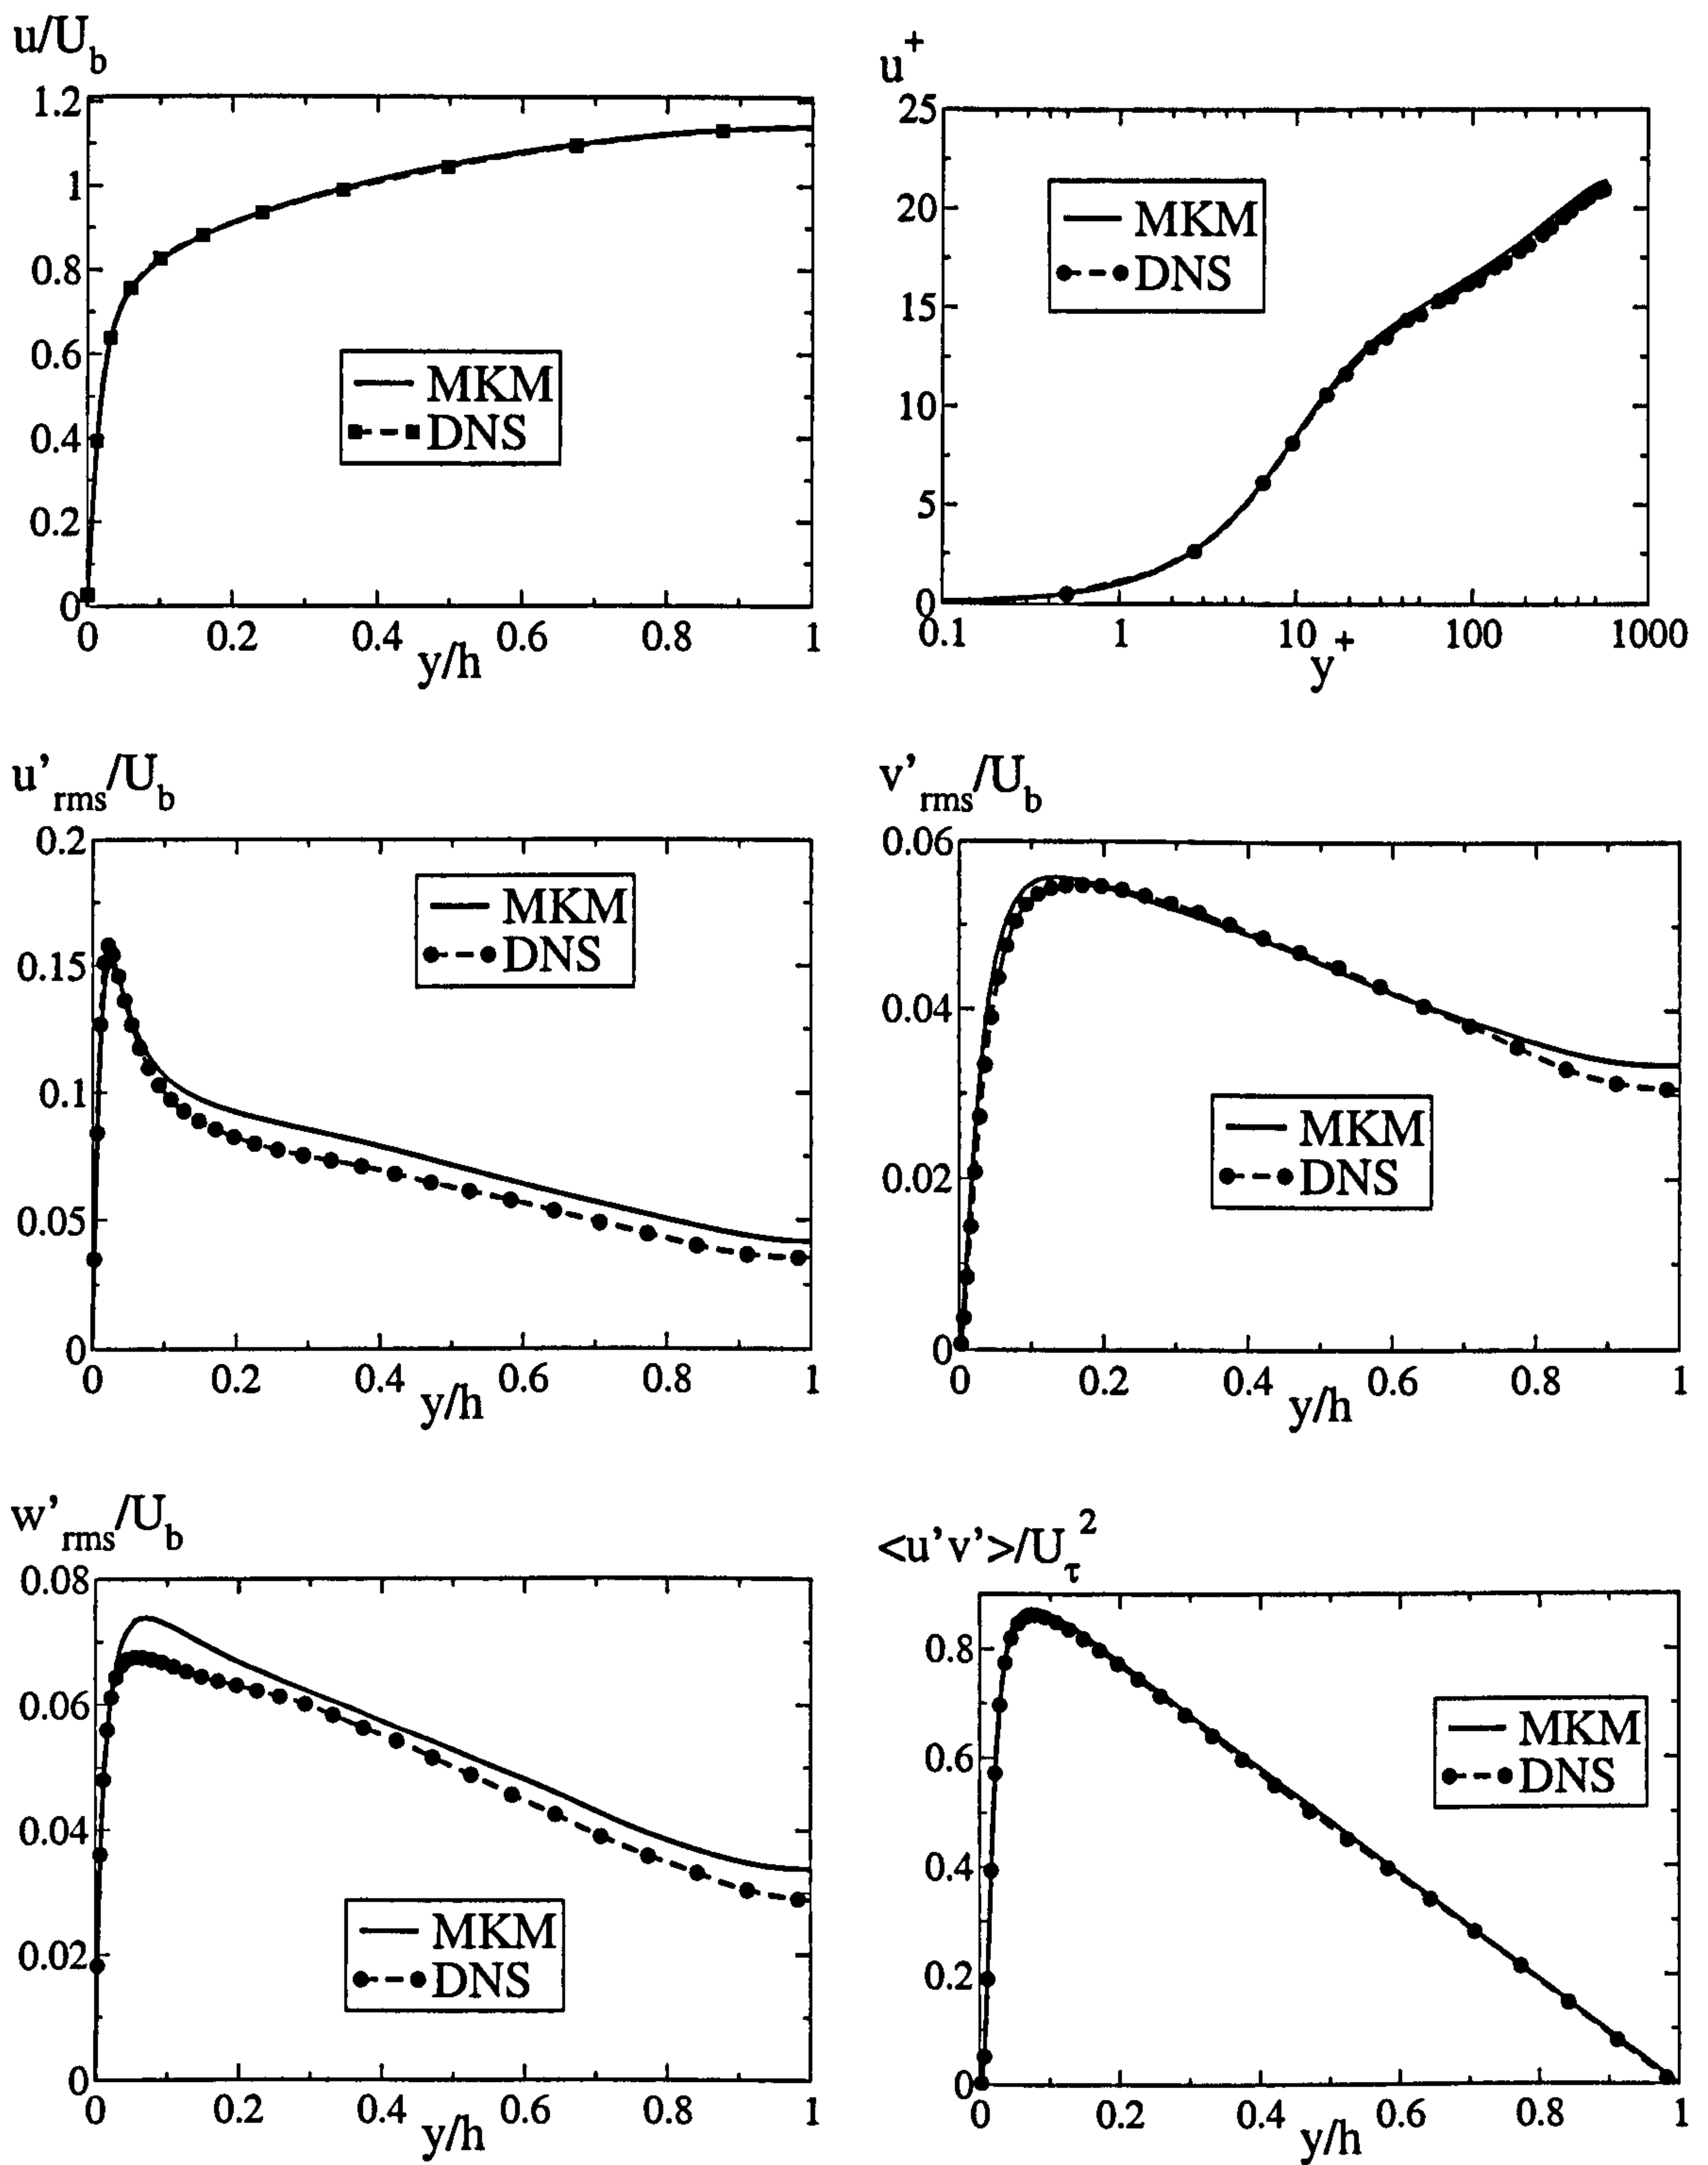 u/U_b
1.2
1
0.8
0.6
0.4
0.2
0
0 0.2 0.4 0.6 0.8 1
y/h
MKM
DNS
u^+
25
20
15
10
5
0
0.1 1 10 100 1000
y^+
MKM
DNS
u'_rms/U_b
0.2
0.15
0.1
0.05
0
0 0.2 0.4 0.6 0.8 1
y/h
MKM
DNS
v'_rms/U_b
0.06
0.04
0.02
0
0 0.2 0.4 0.6 0.8 1
y/h
MKM
DNS
w'_rms/U_b
0.08
0.06
0.04
0.02
0
0 0.2 0.4 0.6 0.8 1
y/h
MKM
DNS
<u'v'>/U_τ^2
0.8
0.6
0.4
0.2
0
0 0.2 0.4 0.6 0.8 1
y/h
MKM
DNS